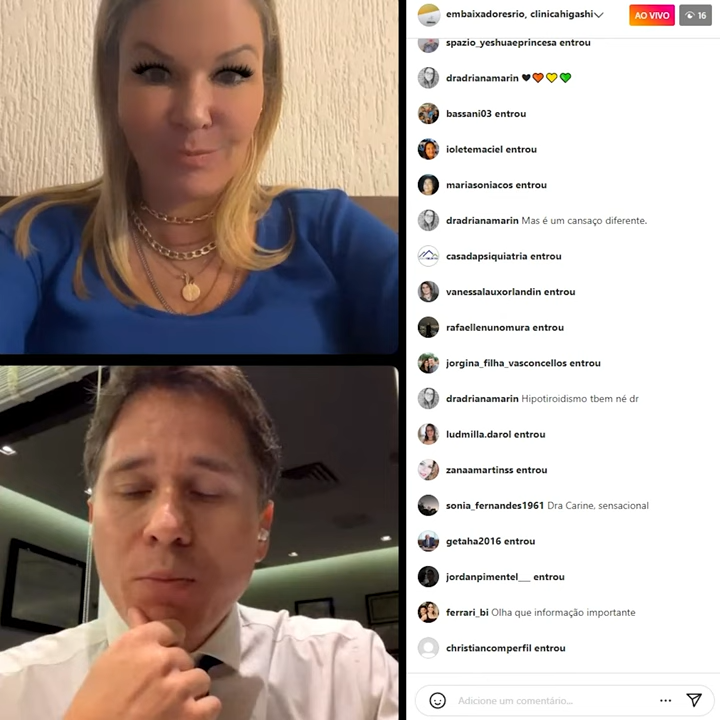 embaixadoresrio, clinicahigashi
AO VIVO
16
spazio_yeshuaeprincesa entrou
dradrianamarin 🖤🧡💛💚
bassani03 entrou
ioletemaciel entrou
mariasoniacos entrou
dradrianamarin Mas é um cansaço diferente.
casadapsiquiatria entrou
vanessalauxorlandin entrou
rafaellenunomura entrou
jorgina_filha_vasconcellos entrou
dradrianamarin Hipotiroidismo tbem né dr
ludmilla.darol entrou
zanaamartinss entrou
sonia_fernandes1961 Dra Carine, sensacional
getaha2016 entrou
jordanpimentel___ entrou
ferrari_bi Olha que informação importante
christiancomperfil entrou
Adicione um comentário...